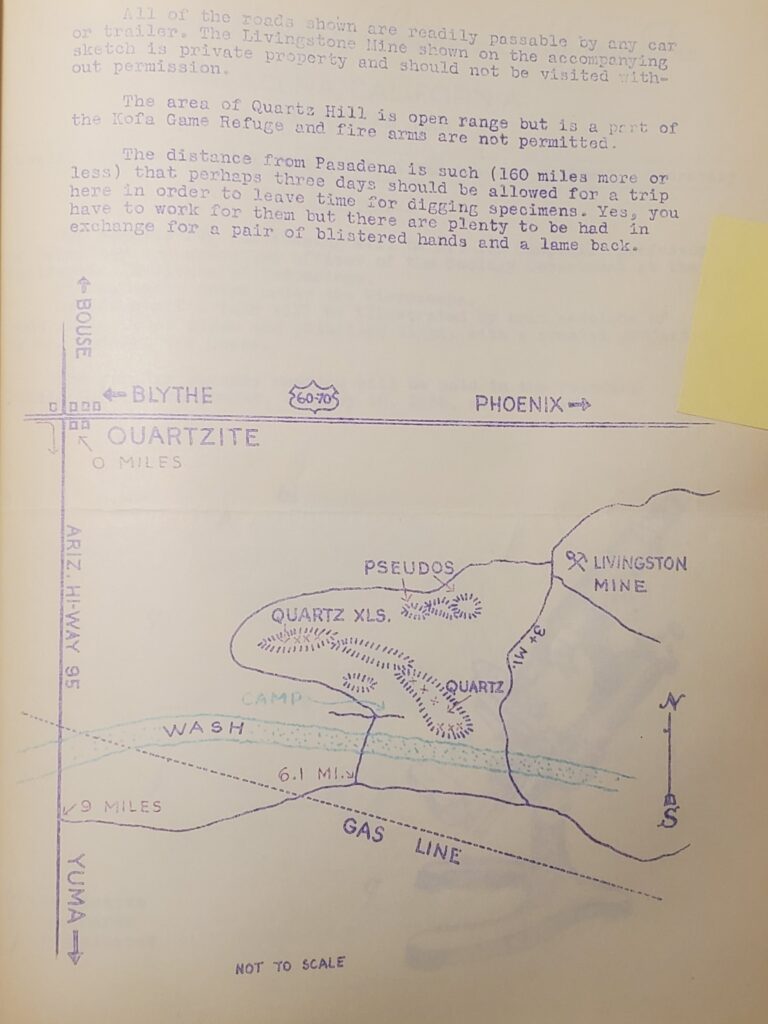 All of the roads shown are readily passable by any car
or trailer. The Livingstone Mine shown on the accompanying
sketch is private property and should not be visited with-
out permission.
The area of Quartz Hill is open range but is a part of
the Kofa Game Refuge and fire arms are not permitted.
The distance from Pasadena is such (160 miles more or
less) that perhaps three days should be allowed for a trip
here in order to leave time for digging specimens. Yes, you
have to work for them but there are plenty to be had in
exchange for a pair of blistered hands and a lame back.
BOUSE
BLYTHE
60-70
PHOENIX
QUARTZITE
0 MILES
ARIZ. HI-WAY 95
PSEUDOS
LIVINGSTON
MINE
QUARTZ XLS.
3+ MI.
QUARTZ
CAMP
WASH
N
6.1 MI.
9 MILES
S
GAS LINE
YUMA
NOT TO SCALE